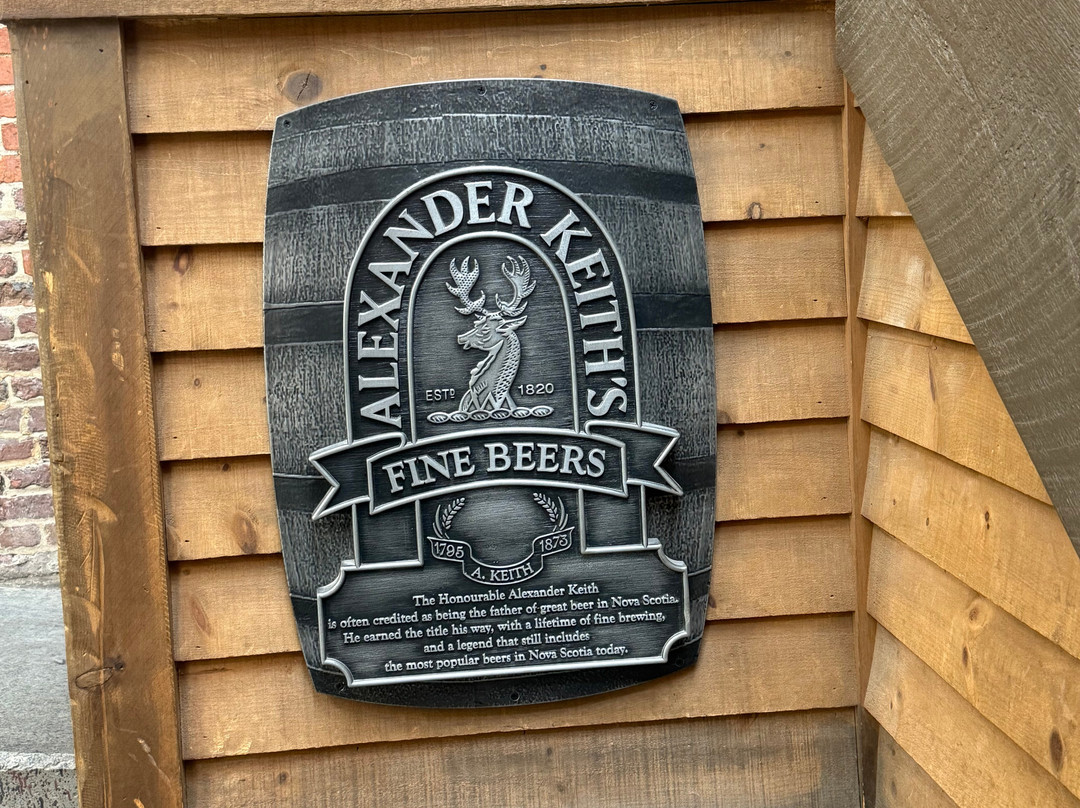 ALEXANDER KEITH'S
ESTD 1820
FINE BEERS
1795 1873
A. KEITH
The Honourable Alexander Keith
is often credited as being the father of great beer in Nova Scotia.
He earned the title his way, with a lifetime of fine brewing,
and a legend that still includes
the most popular beers in Nova Scotia today.